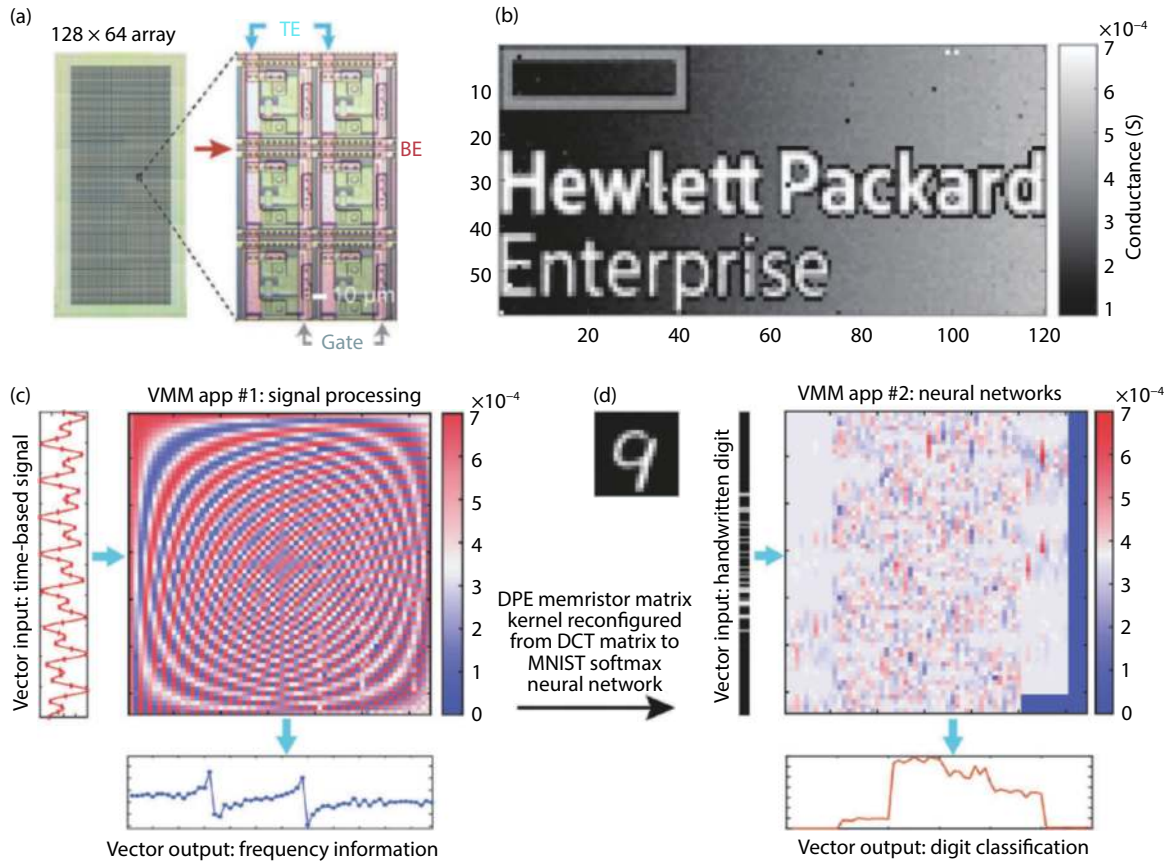 (a)
128 × 64 array
TE
BE
10 µm
Gate
(b)
×10⁻⁴
10
20
30
40
50
20
40
60
80
100
120
Hewlett Packard
Enterprise
7
6
5
4
3
2
1
Conductance (S)
(c)
VMM app #1: signal processing
×10⁻⁴
Vector input: time-based signal
7
6
5
4
3
2
1
0
Vector output: frequency information
DPE memristor matrix
kernel reconfigured
from DCT matrix to
MNIST softmax
neural network
(d)
9
VMM app #2: neural networks
×10⁻⁴
Vector input: handwritten digit
7
6
5
4
3
2
1
0
Vector output: digit classification